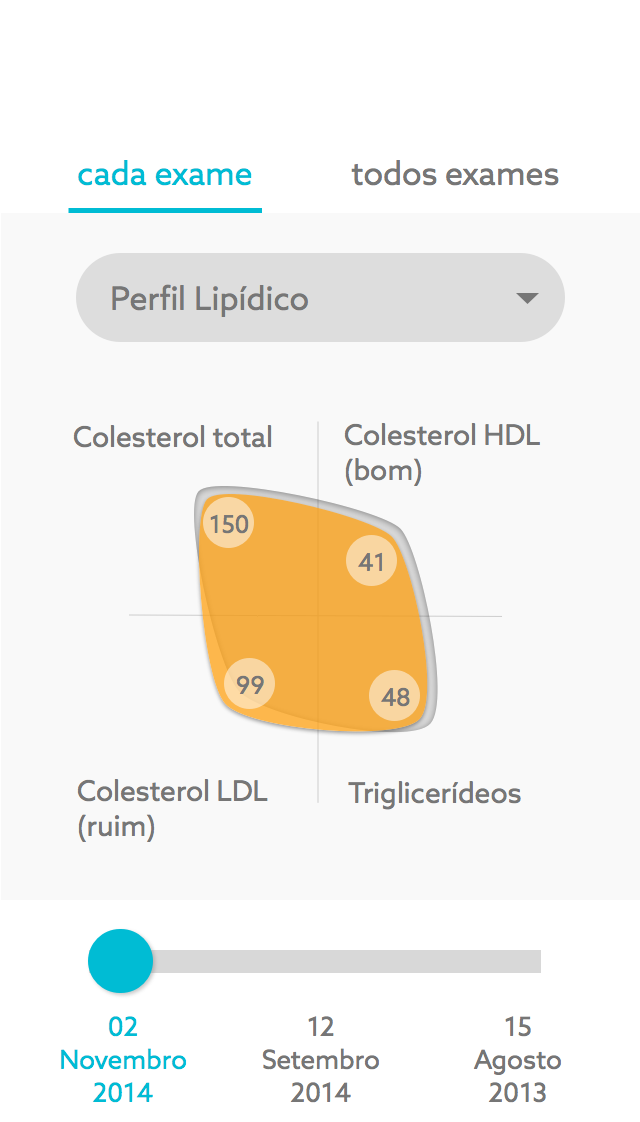 cada exame
todos exames
Perfil Lipídico
Colesterol total
Colesterol HDL
(bom)
150
41
99
48
Colesterol LDL
(ruim)
Triglicerídeos
02
Novembro
2014
12
Setembro
2014
15
Agosto
2013